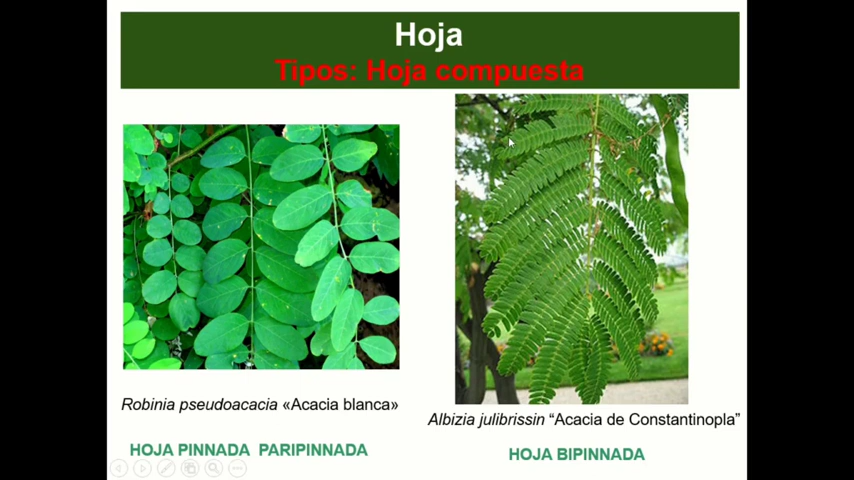 Hoja
Tipos: Hoja compuesta
Robinia pseudoacacia «Acacia blanca»
Albizia julibrissin “Acacia de Constantinopla”
HOJA PINNADA  PARIPINNADA
HOJA BIPINNADA